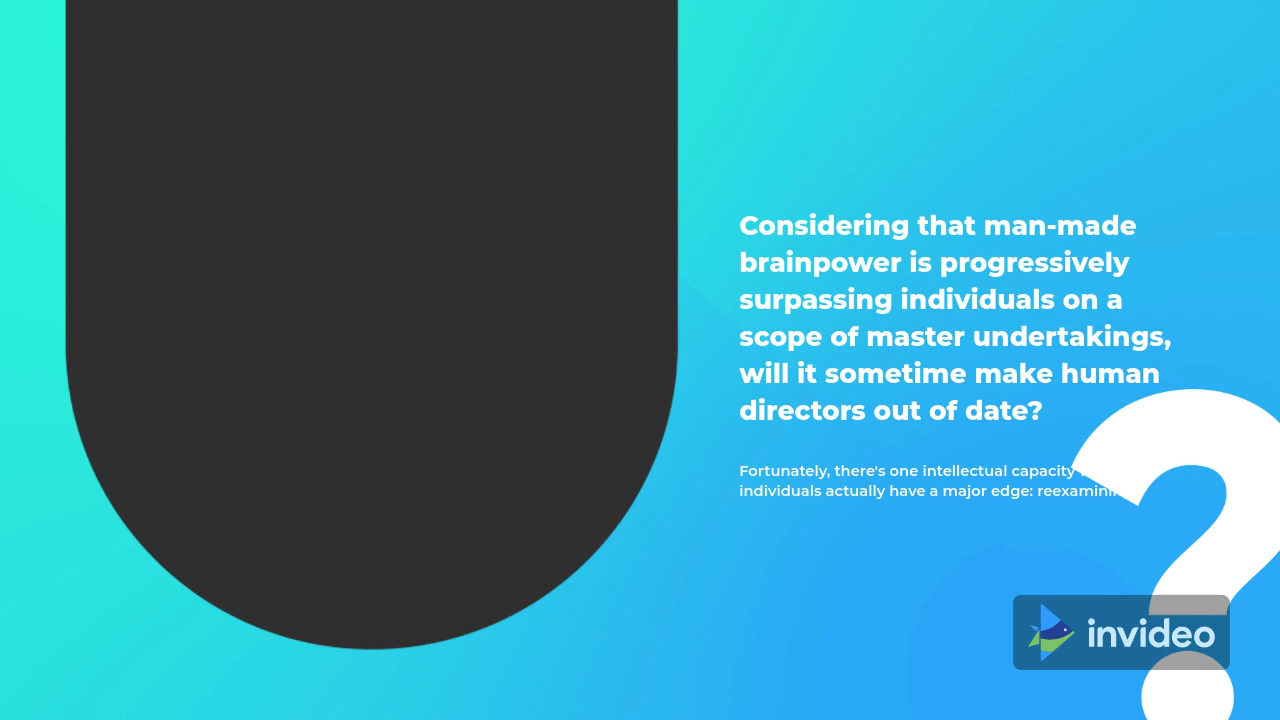 Considering that man-made
brainpower is progressively
surpassing individuals on a
scope of master undertakings,
will it sometime make human
directors out of date?
Fortunately, there's one intellectual capacity
individuals actually have a major edge:
?
invideo